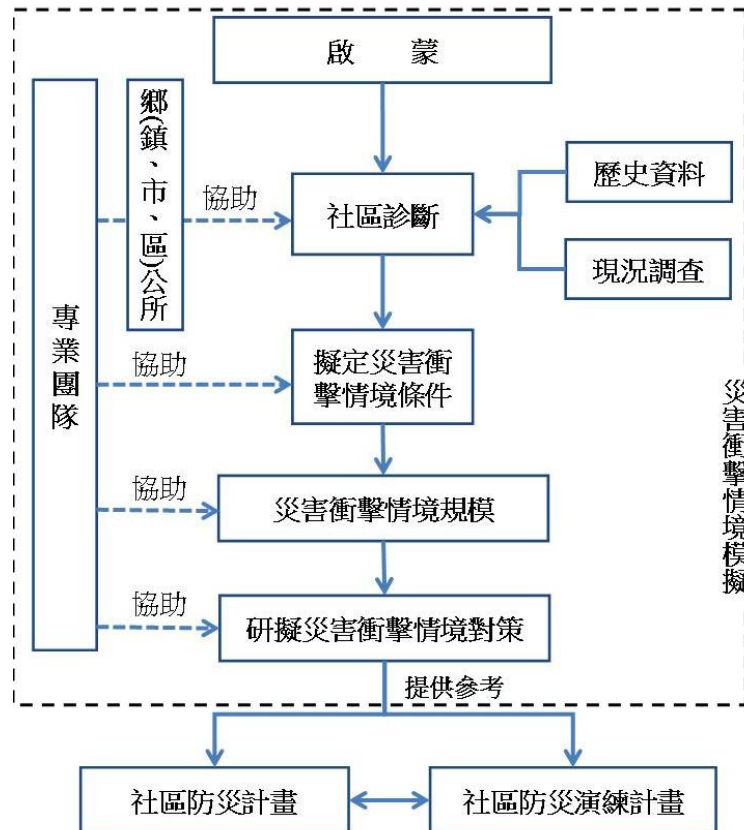 啟 蒙
鄉(鎮、市、區)公所
協助
社區診斷
歷史資料
現況調查
專業團隊
協助
擬定災害衝
擊情境條件
災害衝擊情境模擬
協助
災害衝擊情境規模
協助
研擬災害衝擊情境對策
提供參考
社區防災計畫
社區防災演練計畫